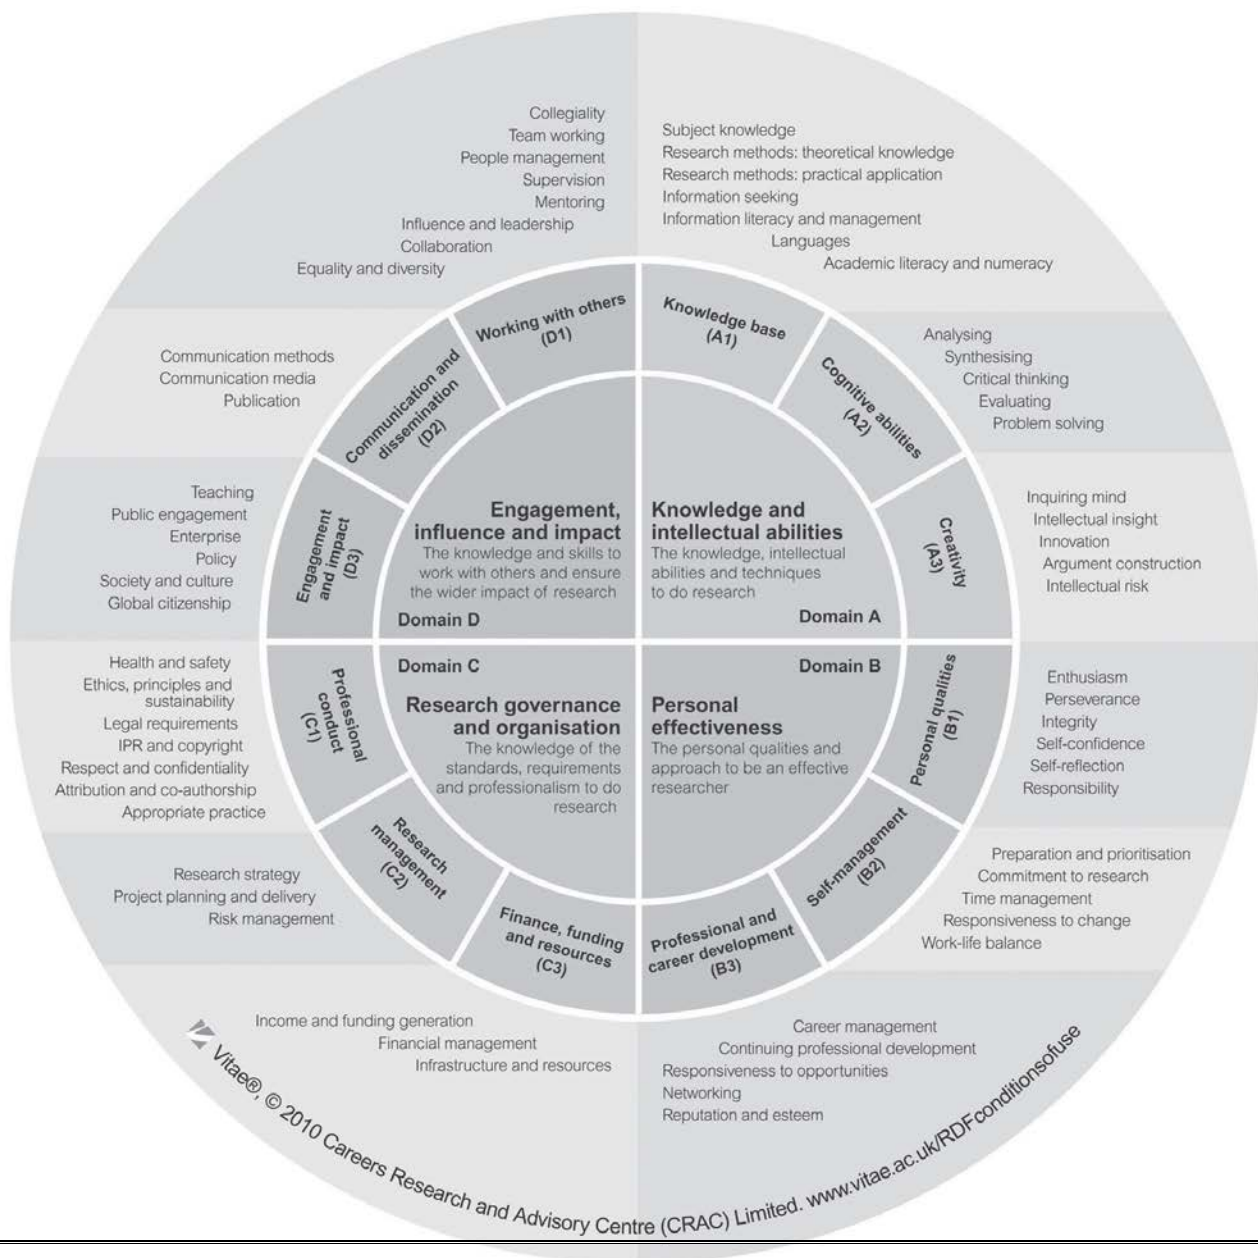 Collegiality
Team working
People management
Supervision
Mentoring
Influence and leadership
Collaboration
Equality and diversity
Subject knowledge
Research methods: theoretical knowledge
Research methods: practical application
Information seeking
Information literacy and management
Languages
Academic literacy and numeracy
Working with others
(D1)
Knowledge base
(A1)
Communication methods
Communication media
Publication
Communication and
dissemination
(D2)
Cognitive abilities
(A2)
Analysing
Synthesising
Critical thinking
Evaluating
Problem solving
Teaching
Public engagement
Enterprise
Policy
Society and culture
Global citizenship
Engagement
and impact
(D3)
Engagement,
influence and impact
The knowledge and skills to
work with others and ensure
the wider impact of research
Domain D
Knowledge and
intellectual abilities
The knowledge, intellectual
abilities and techniques
to do research
Domain A
Creativity
(A3)
Inquiring mind
Intellectual insight
Innovation
Argument construction
Intellectual risk
Health and safety
Ethics, principles and
sustainability
Legal requirements
IPR and copyright
Respect and confidentiality
Attribution and co-authorship
Appropriate practice
Professional
conduct
(C1)
Domain C
Research governance
and organisation
The knowledge of the
standards, requirements
and professionalism to do
research
Domain B
Personal
effectiveness
The personal qualities and
approach to be an effective
researcher
Personal qualities
(B1)
Enthusiasm
Perseverance
Integrity
Self-confidence
Self-reflection
Responsibility
Research strategy
Project planning and delivery
Risk management
Research
management
(C2)
Self-management
(B2)
Preparation and prioritisation
Commitment to research
Time management
Responsiveness to change
Work-life balance
Finance, funding
and resources
(C3)
Professional and
career development
(B3)
Income and funding generation
Financial management
Infrastructure and resources
Career management
Continuing professional development
Responsiveness to opportunities
Networking
Reputation and esteem
Vitae®, © 2010 Careers Research and Advisory Centre (CRAC) Limited. www.vitae.ac.uk/RDFconditionsofuse